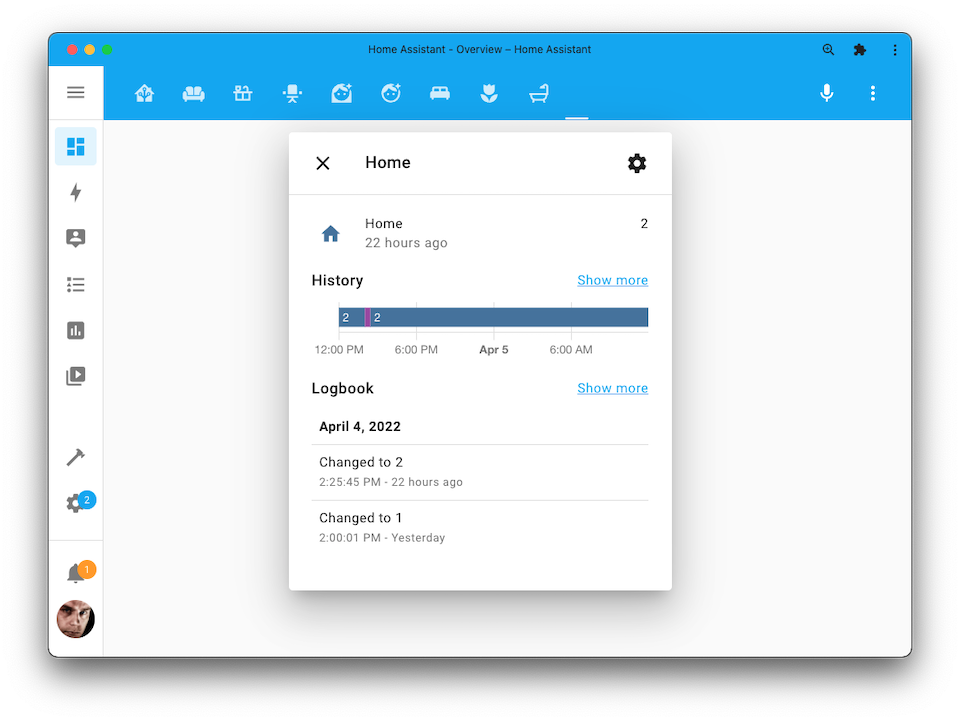 Home Assistant - Overview – Home Assistant
Home
Home 2
22 hours ago
History Show more
2 2
12:00 PM 6:00 PM Apr 5 6:00 AM
Logbook Show more
April 4, 2022
Changed to 2
2:25:45 PM - 22 hours ago
2
Changed to 1
2:00:01 PM - Yesterday
1